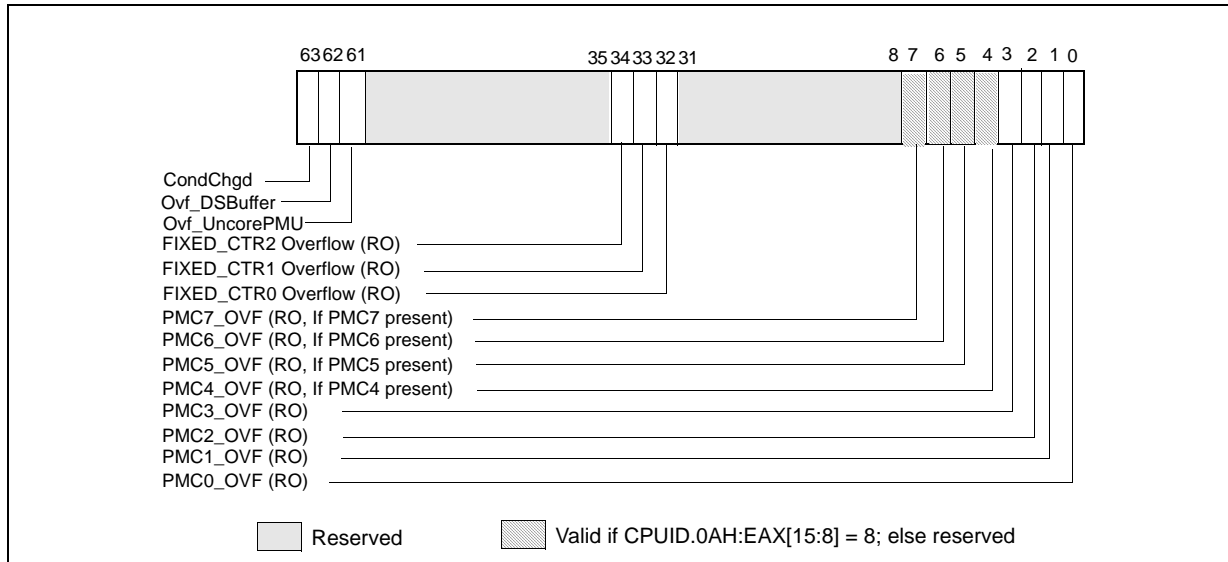 63 62 61 35 34 33 32 31 8 7 6 5 4 3 2 1 0
CondChgd
Ovf_DSBuffer
Ovf_UncorePMU
FIXED_CTR2 Overflow (RO)
FIXED_CTR1 Overflow (RO)
FIXED_CTR0 Overflow (RO)
PMC7_OVF (RO, If PMC7 present)
PMC6_OVF (RO, If PMC6 present)
PMC5_OVF (RO, If PMC5 present)
PMC4_OVF (RO, If PMC4 present)
PMC3_OVF (RO)
PMC2_OVF (RO)
PMC1_OVF (RO)
PMC0_OVF (RO)
Reserved
Valid if CPUID.0AH:EAX[15:8] = 8; else reserved